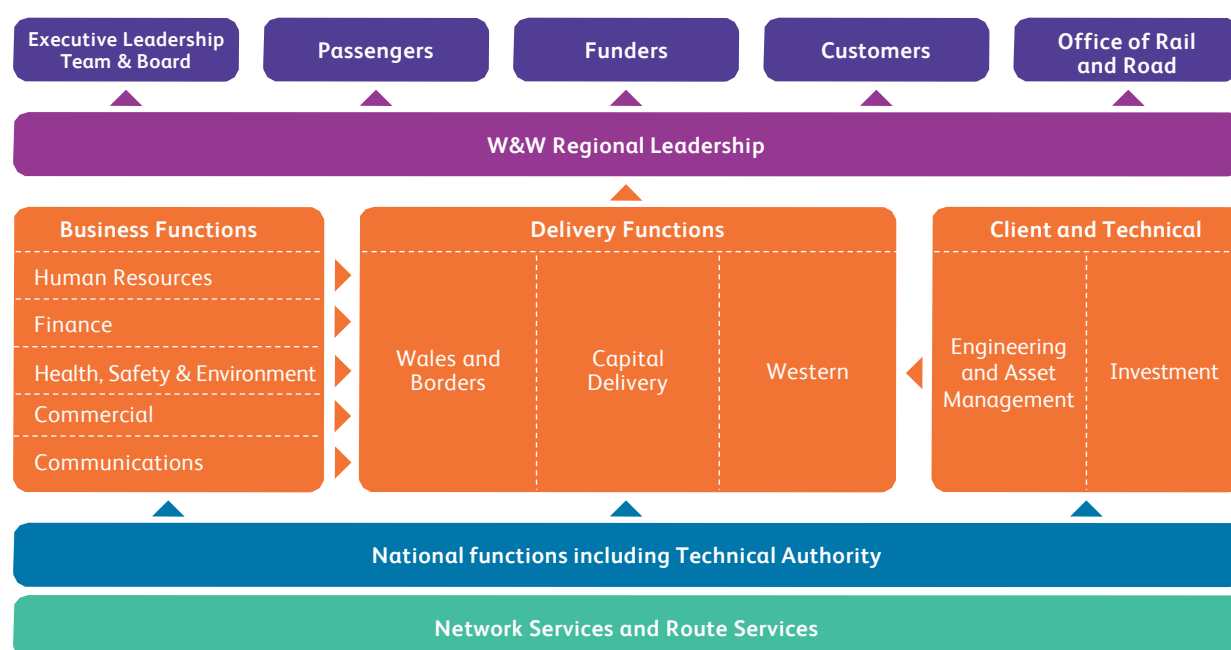 Executive Leadership
Team & Board
Passengers
Funders
Customers
Office of Rail
and Road
W&W Regional Leadership
Business Functions
Human Resources
Finance
Health, Safety & Environment
Commercial
Communications
Delivery Functions
Wales and
Borders
Capital
Delivery
Western
Client and Technical
Engineering
and Asset
Management
Investment
National functions including Technical Authority
Network Services and Route Services